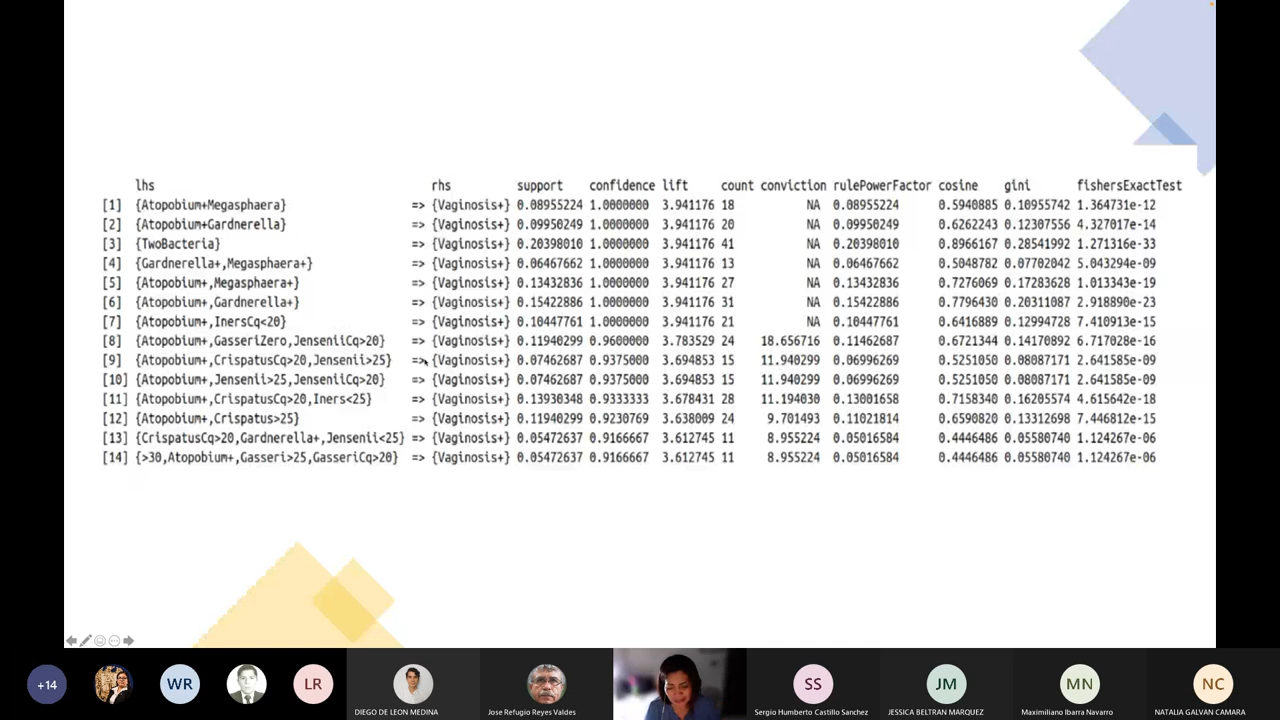 lhs rhs support confidence lift count conviction rulePowerFactor cosine gini fishersExactTest
[1] {Atopobium+Megasphaera} => {Vaginosis+} 0.08955224 1.0000000 3.941176 18 NA 0.08955224 0.5940885 0.10955742 1.364731e-12
[2] {Atopobium+Gardnerella} => {Vaginosis+} 0.09950249 1.0000000 3.941176 20 NA 0.09950249 0.6262243 0.12307556 4.327017e-14
[3] {TwoBacteria} => {Vaginosis+} 0.20398010 1.0000000 3.941176 41 NA 0.20398010 0.8966167 0.28541992 1.271316e-33
[4] {Gardnerella+,Megasphaera+} => {Vaginosis+} 0.06467662 1.0000000 3.941176 13 NA 0.06467662 0.5048782 0.07702042 5.043294e-09
[5] {Atopobium+,Megasphaera+} => {Vaginosis+} 0.13432836 1.0000000 3.941176 27 NA 0.13432836 0.7276069 0.17283628 1.013343e-19
[6] {Atopobium+,Gardnerella+} => {Vaginosis+} 0.15422886 1.0000000 3.941176 31 NA 0.15422886 0.7796430 0.20311087 2.918890e-23
[7] {Atopobium+,InersCq<20} => {Vaginosis+} 0.10447761 1.0000000 3.941176 21 NA 0.10447761 0.6416889 0.12994728 7.410913e-15
[8] {Atopobium+,GasseriZero,JenseniiCq>20} => {Vaginosis+} 0.11940299 0.9600000 3.783529 24 18.656716 0.11462687 0.6721344 0.14170892 6.717028e-16
[9] {Atopobium+,CrispatusCq>20,Jensenii>25} => {Vaginosis+} 0.07462687 0.9375000 3.694853 15 11.940299 0.06996269 0.5251050 0.08087171 2.641585e-09
[10] {Atopobium+,Jensenii>25,JenseniiCq>20} => {Vaginosis+} 0.07462687 0.9375000 3.694853 15 11.940299 0.06996269 0.5251050 0.08087171 2.641585e-09
[11] {Atopobium+,CrispatusCq>20,Iners<25} => {Vaginosis+} 0.13930348 0.9333333 3.678431 28 11.194030 0.13001658 0.7158340 0.16205574 4.615642e-18
[12] {Atopobium+,Crispatus>25} => {Vaginosis+} 0.11940299 0.9230769 3.638009 24 9.701493 0.11021814 0.6590820 0.13312698 7.446812e-15
[13] {CrispatusCq>20,Gardnerella+,Jensenii<25} => {Vaginosis+} 0.05472637 0.9166667 3.612745 11 8.955224 0.05016584 0.4446486 0.05580740 1.124267e-06
[14] {>30,Atopobium+,Gasseri>25,GasseriCq>20} => {Vaginosis+} 0.05472637 0.9166667 3.612745 11 8.955224 0.05016584 0.4446486 0.05580740 1.124267e-06
+14 WR LR SS JM MN NC
DIEGO DE LEON MEDINA Jose Refugio Reyes Valdes Sergio Humberto Castillo Sanchez JESSICA BELTRAN MARQUEZ Maximiliano Ibarra Navarro NATALIA GALVAN CAMARA